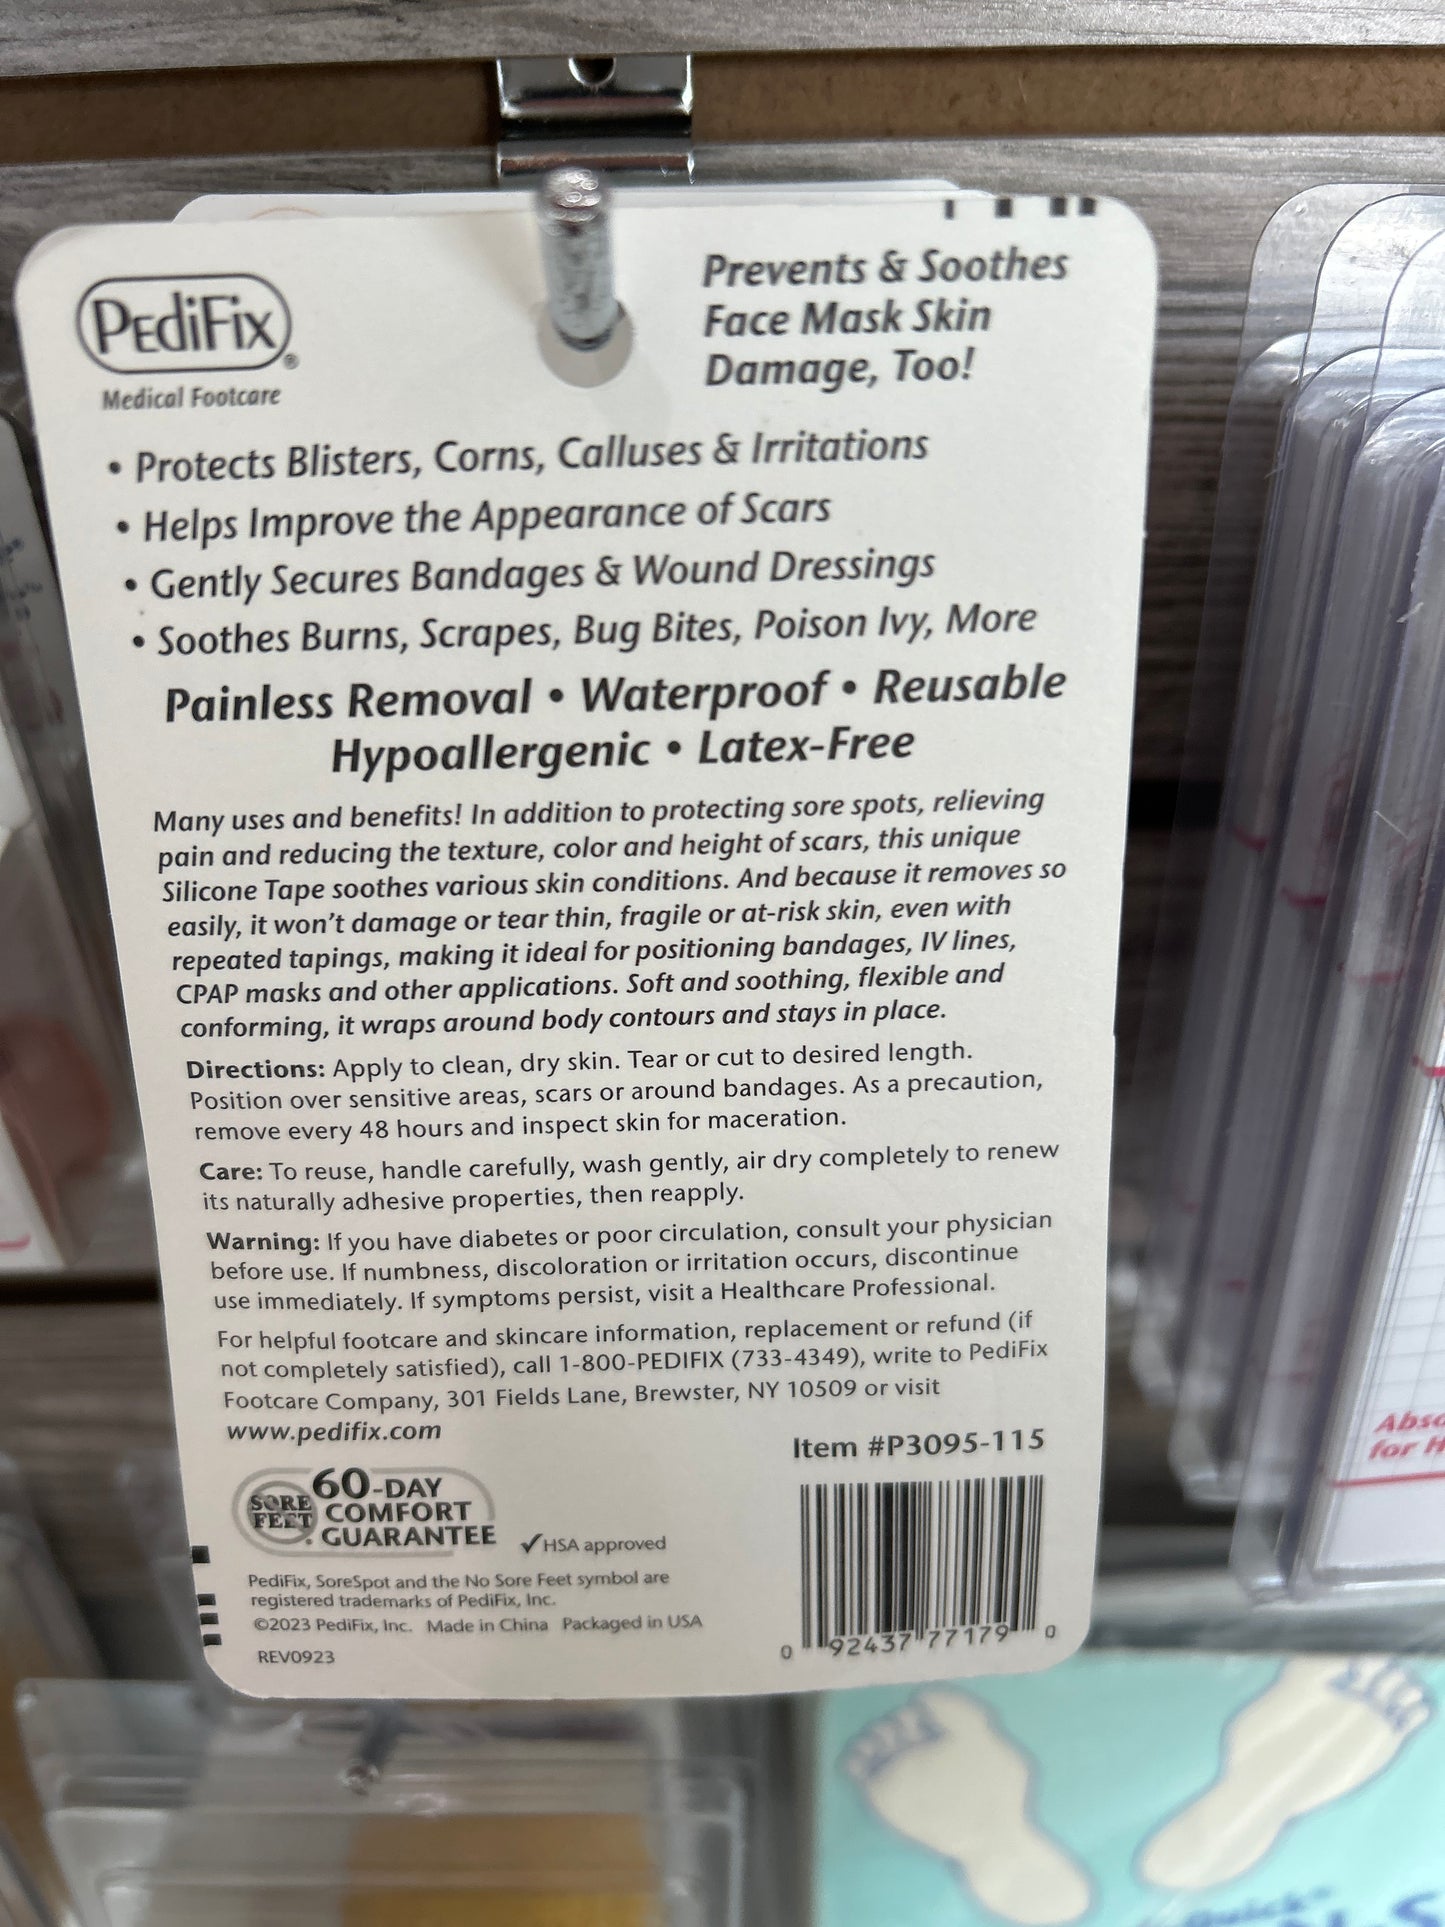 PediFix®
Medical Footcare
Prevents & Soothes
Face Mask Skin
Damage, Too!
• Protects Blisters, Corns, Calluses & Irritations
• Helps Improve the Appearance of Scars
• Gently Secures Bandages & Wound Dressings
• Soothes Burns, Scrapes, Bug Bites, Poison Ivy, More
Painless Removal • Waterproof • Reusable
Hypoallergenic • Latex-Free
Many uses and benefits! In addition to protecting sore spots, relieving
pain and reducing the texture, color and height of scars, this unique
Silicone Tape soothes various skin conditions. And because it removes so
easily, it won't damage or tear thin, fragile or at-risk skin, even with
repeated tapings, making it ideal for positioning bandages, IV lines,
CPAP masks and other applications. Soft and soothing, flexible and
conforming, it wraps around body contours and stays in place.
Directions: Apply to clean, dry skin. Tear or cut to desired length.
Position over sensitive areas, scars or around bandages. As a precaution,
remove every 48 hours and inspect skin for maceration.
Care: To reuse, handle carefully, wash gently, air dry completely to renew
its naturally adhesive properties, then reapply.
Warning: If you have diabetes or poor circulation, consult your physician
before use. If numbness, discoloration or irritation occurs, discontinue
use immediately. If symptoms persist, visit a Healthcare Professional.
For helpful footcare and skincare information, replacement or refund (if
not completely satisfied), call 1-800-PEDIFIX (733-4349), write to PediFix
Footcare Company, 301 Fields Lane, Brewster, NY 10509 or visit
www.pedifix.com
Item #P3095-115
SORE
FEET
60-DAY
COMFORT
GUARANTEE
✓HSA approved
PediFix, SoreSpot and the No Sore Feet symbol are
registered trademarks of PediFix, Inc.
©2023 PediFix, Inc. Made in China Packaged in USA
REV0923
0 92437 77179 0
for H
Quick